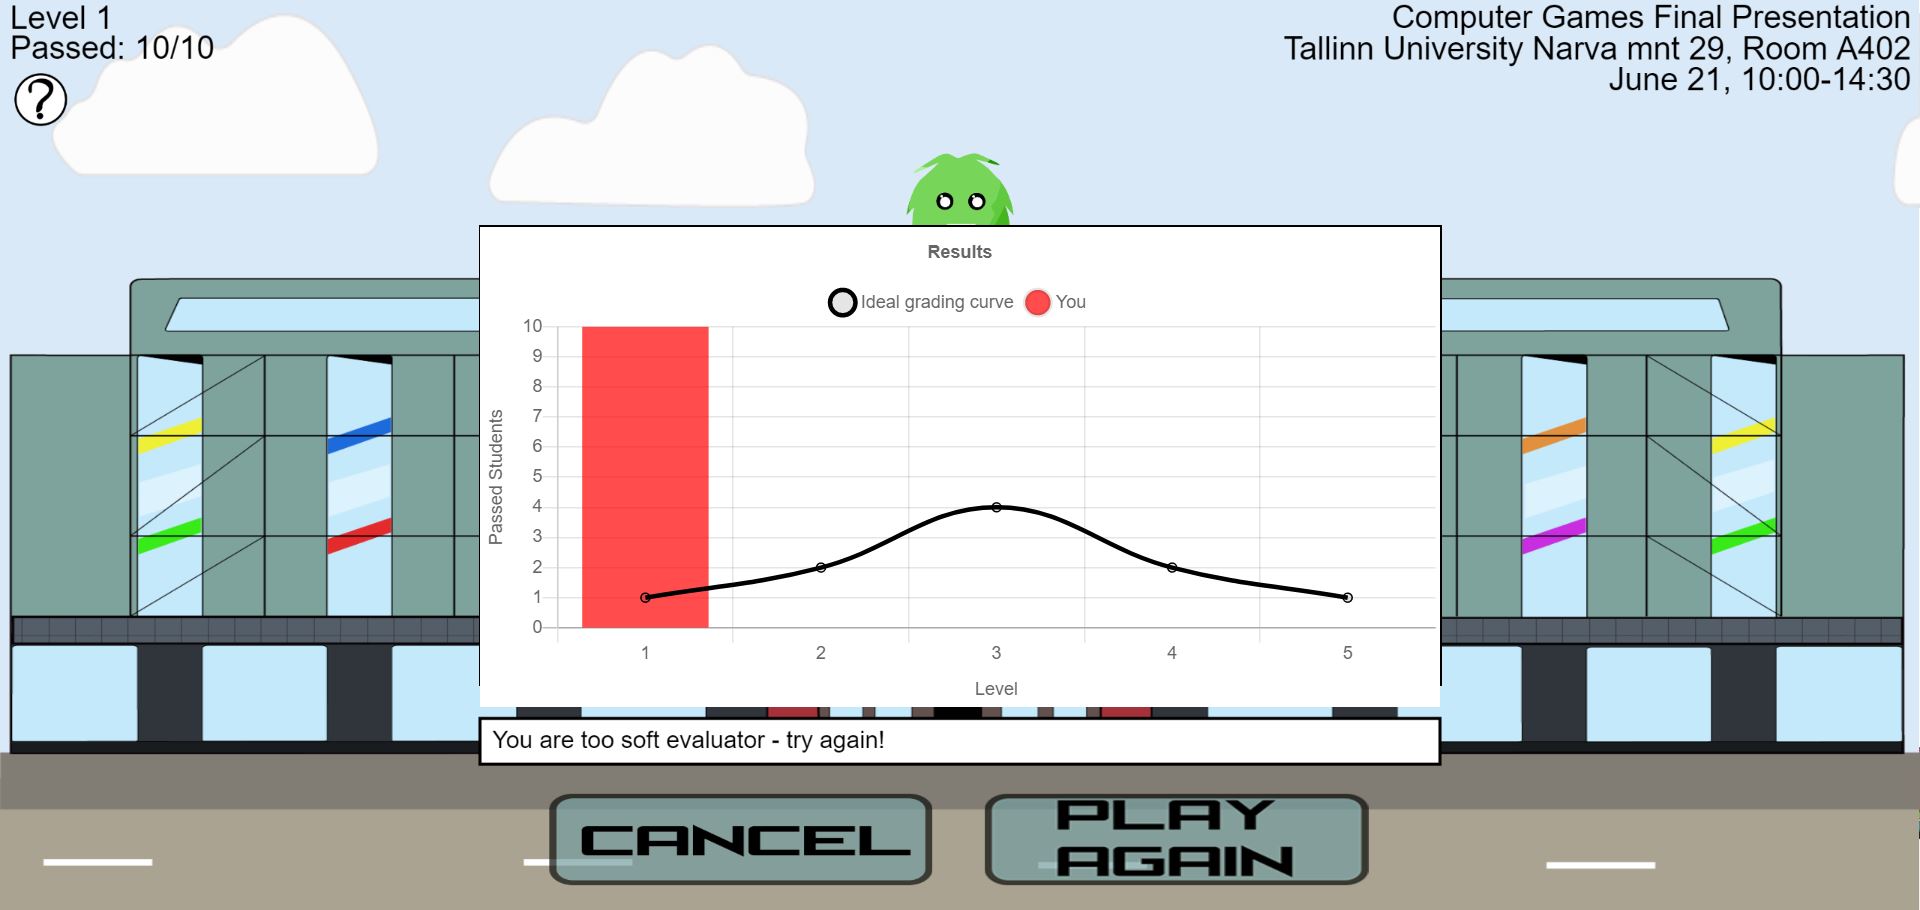 Level 1
Passed: 10/10
?
Computer Games Final Presentation
Tallinn University Narva mnt 29, Room A402
June 21, 10:00-14:30
Results
Ideal grading curve
You
10
9
8
7
6
5
4
3
2
1
0
Passed Students
1 2 3 4 5
Level
You are too soft evaluator - try again!
CANCEL
PLAY
AGAIN